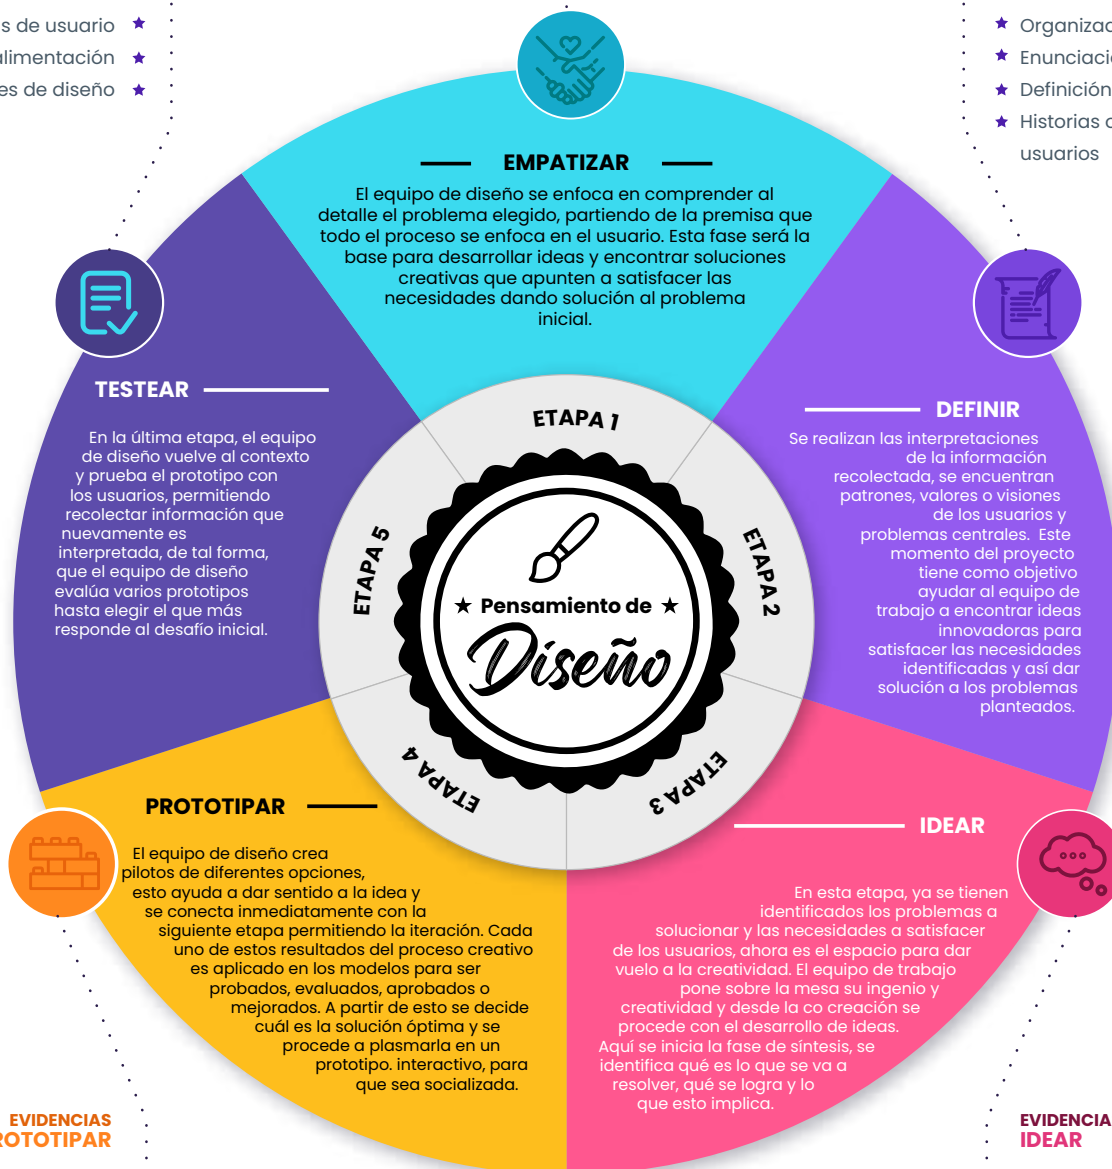 de usuario
de diseño
Enunciación
Definición
Historias
usuarios
EMPATIZAR
El equipo de diseño se enfoca en comprender al
detalle el problema elegido, partiendo de la premisa que
todo el proceso se enfoca en el usuario. Esta fase será la
base para desarrollar ideas y encontrar soluciones
creativas que apunten a satisfacer las
necesidades dando solución al problema
inicial.
TESTEAR
En la última etapa, el equipo
de diseño vuelve al contexto
y prueba el prototipo con
los usuarios, permitiendo
recolectar información que
nuevamente es
interpretada, de tal forma,
que el equipo de diseño
evalúa varios prototipos
hasta elegir el que más
responde al desafío inicial.
DEFINIR
Se realizan las interpretaciones
de la información
recolectada, se encuentran
patrones, valores o visiones
de los usuarios y
problemas centrales. Este
momento del proyecto
tiene como objetivo
ayudar al equipo de
trabajo a encontrar ideas
innovadoras para
satisfacer las necesidades
identificadas y así dar
solución a los problemas
planteados.
ETAPA 1
ETAPA 2
ETAPA 3
ETAPA 4
ETAPA 5
Pensamiento de
Diseño
PROTOTIPAR
El equipo de diseño crea
pilotos de diferentes opciones,
esto ayuda a dar sentido a la idea y
se conecta inmediatamente con la
siguiente etapa permitiendo la iteración. Cada
uno de estos resultados del proceso creativo
es aplicado en los modelos para ser
probados, evaluados, aprobados o
mejorados. A partir de esto se decide
cuál es la solución óptima y se
procede a plasmarla en un
prototipo. interactivo, para
que sea socializada.
IDEAR
En esta etapa, ya se tienen
identificados los problemas a
solucionar y las necesidades a satisfacer
de los usuarios, ahora es el espacio para dar
vuelo a la creatividad. El equipo de trabajo
pone sobre la mesa su ingenio y
creatividad y desde la co creación se
procede con el desarrollo de ideas.
Aquí se inicia la fase de síntesis, se
identifica qué es lo que se va a
resolver, qué se logra y lo
que esto implica.
EVIDENCIAS
EVIDENCIA
IDEAR